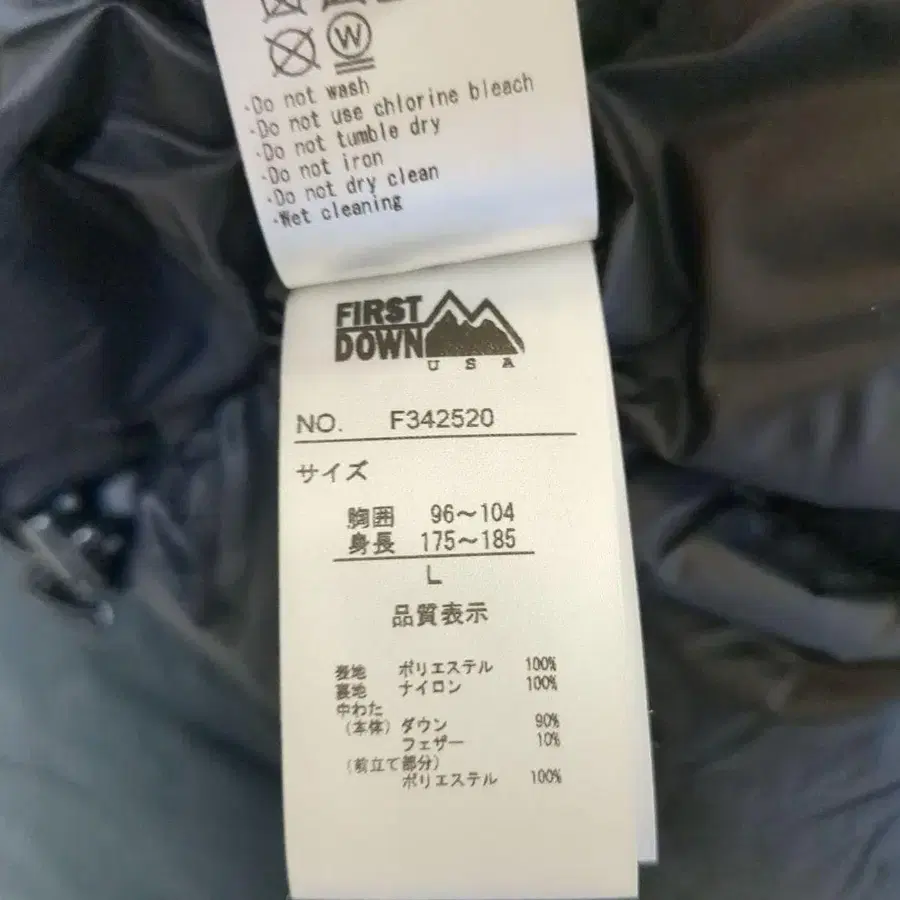 W
·Do not wash
·Do not use chlorine bleach
·Do not tumble dry
·Do not iron
·Do not dry clean
·Wet cleaning
FIRST
DOWN
USA
NO. F342520
サイズ
胸囲 96～104
身長 175～185
L
品質表示
表地 ポリエステル 100%
裏地 ナイロン 100%
中わた
(本体) ダウン 90%
フェザー 10%
(前立て部分)
ポリエステル 100%